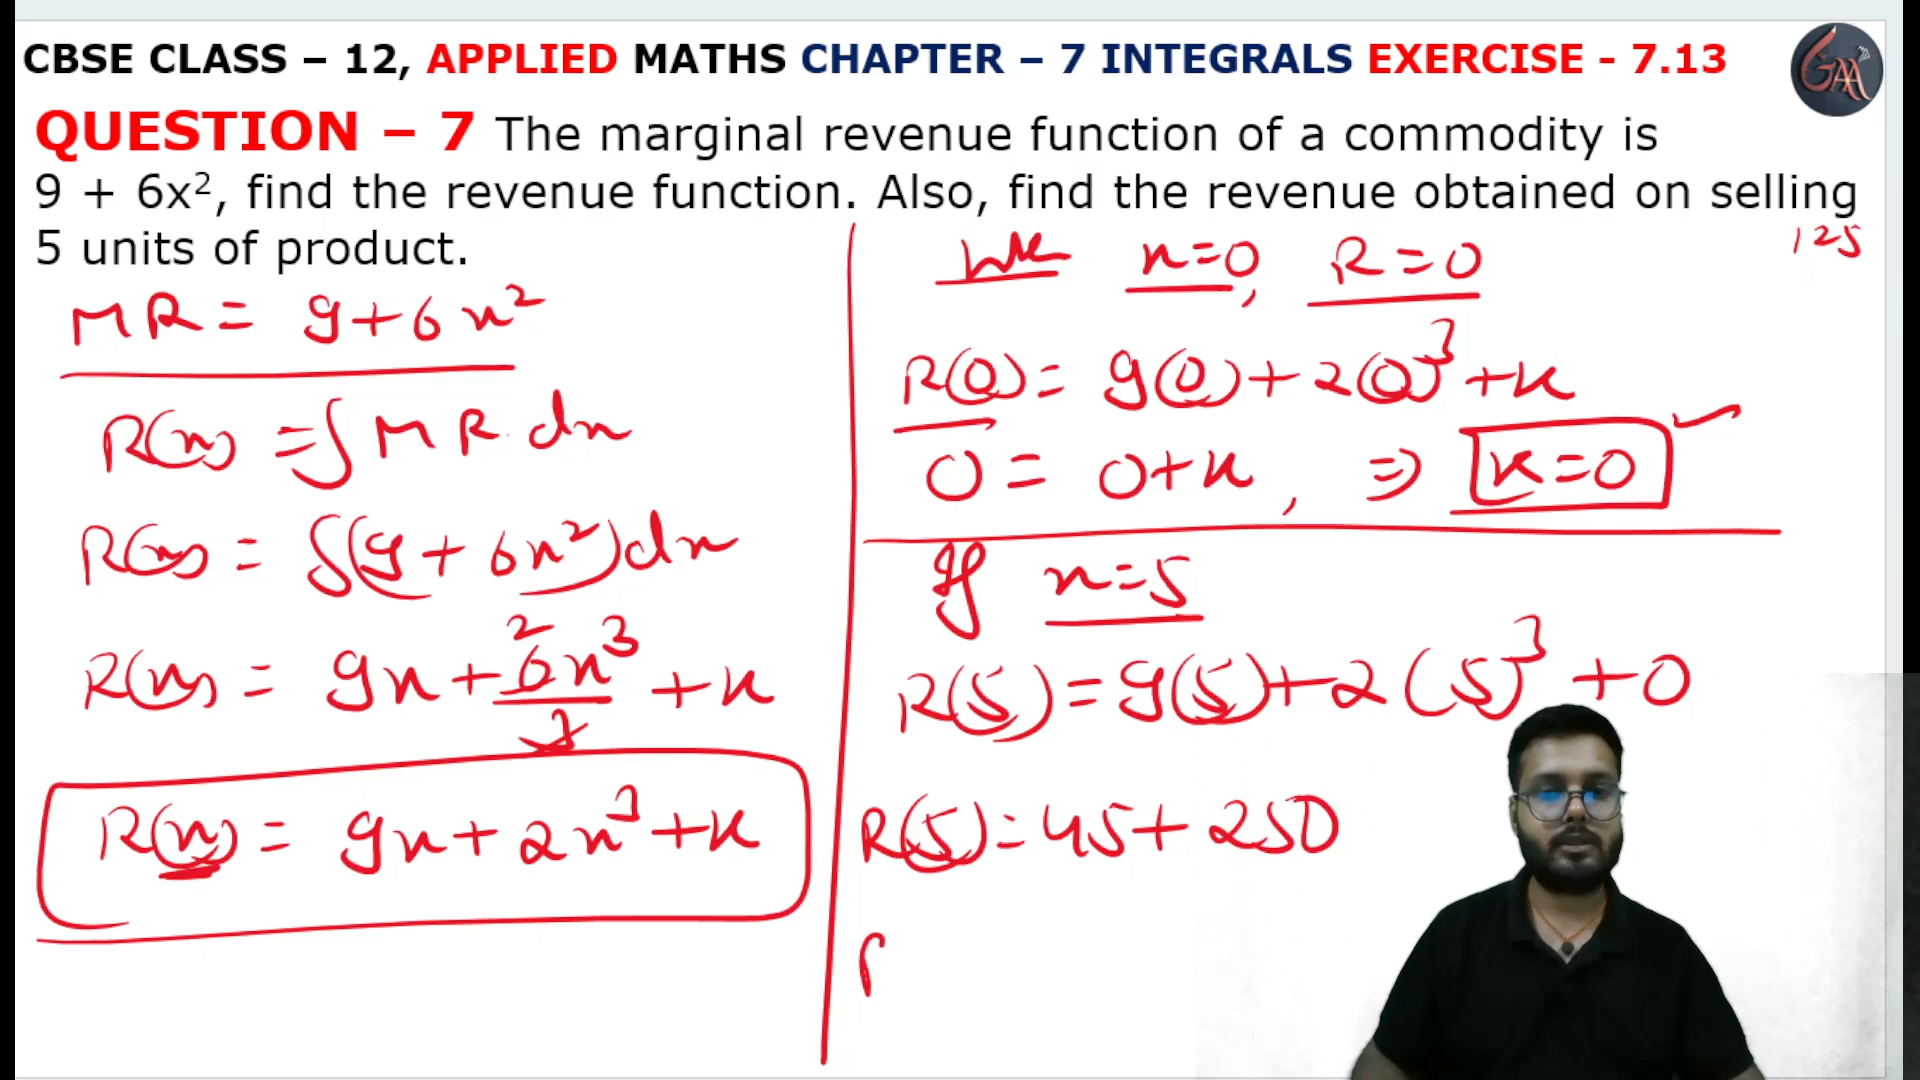 CBSE CLASS – 12, APPLIED MATHS CHAPTER – 7 INTEGRALS EXERCISE - 7.13
GAA
QUESTION – 7 The marginal revenue function of a commodity is
9 + 6x², find the revenue function. Also, find the revenue obtained on selling
5 units of product.
MR = 9+6x²
R(x) = ∫MR.dx
R(x) = ∫(9+6x²)dx
R(x) = 9x + 6x³/3 + k
2
R(x) = 9x+2x³+k
125
x=0, R=0
R(0) = 9(0)+2(0)³+k
0 = 0+k, ⇒ k=0
If x=5
R(5) = 9(5)+2(5)³+0
R(5) = 45+250